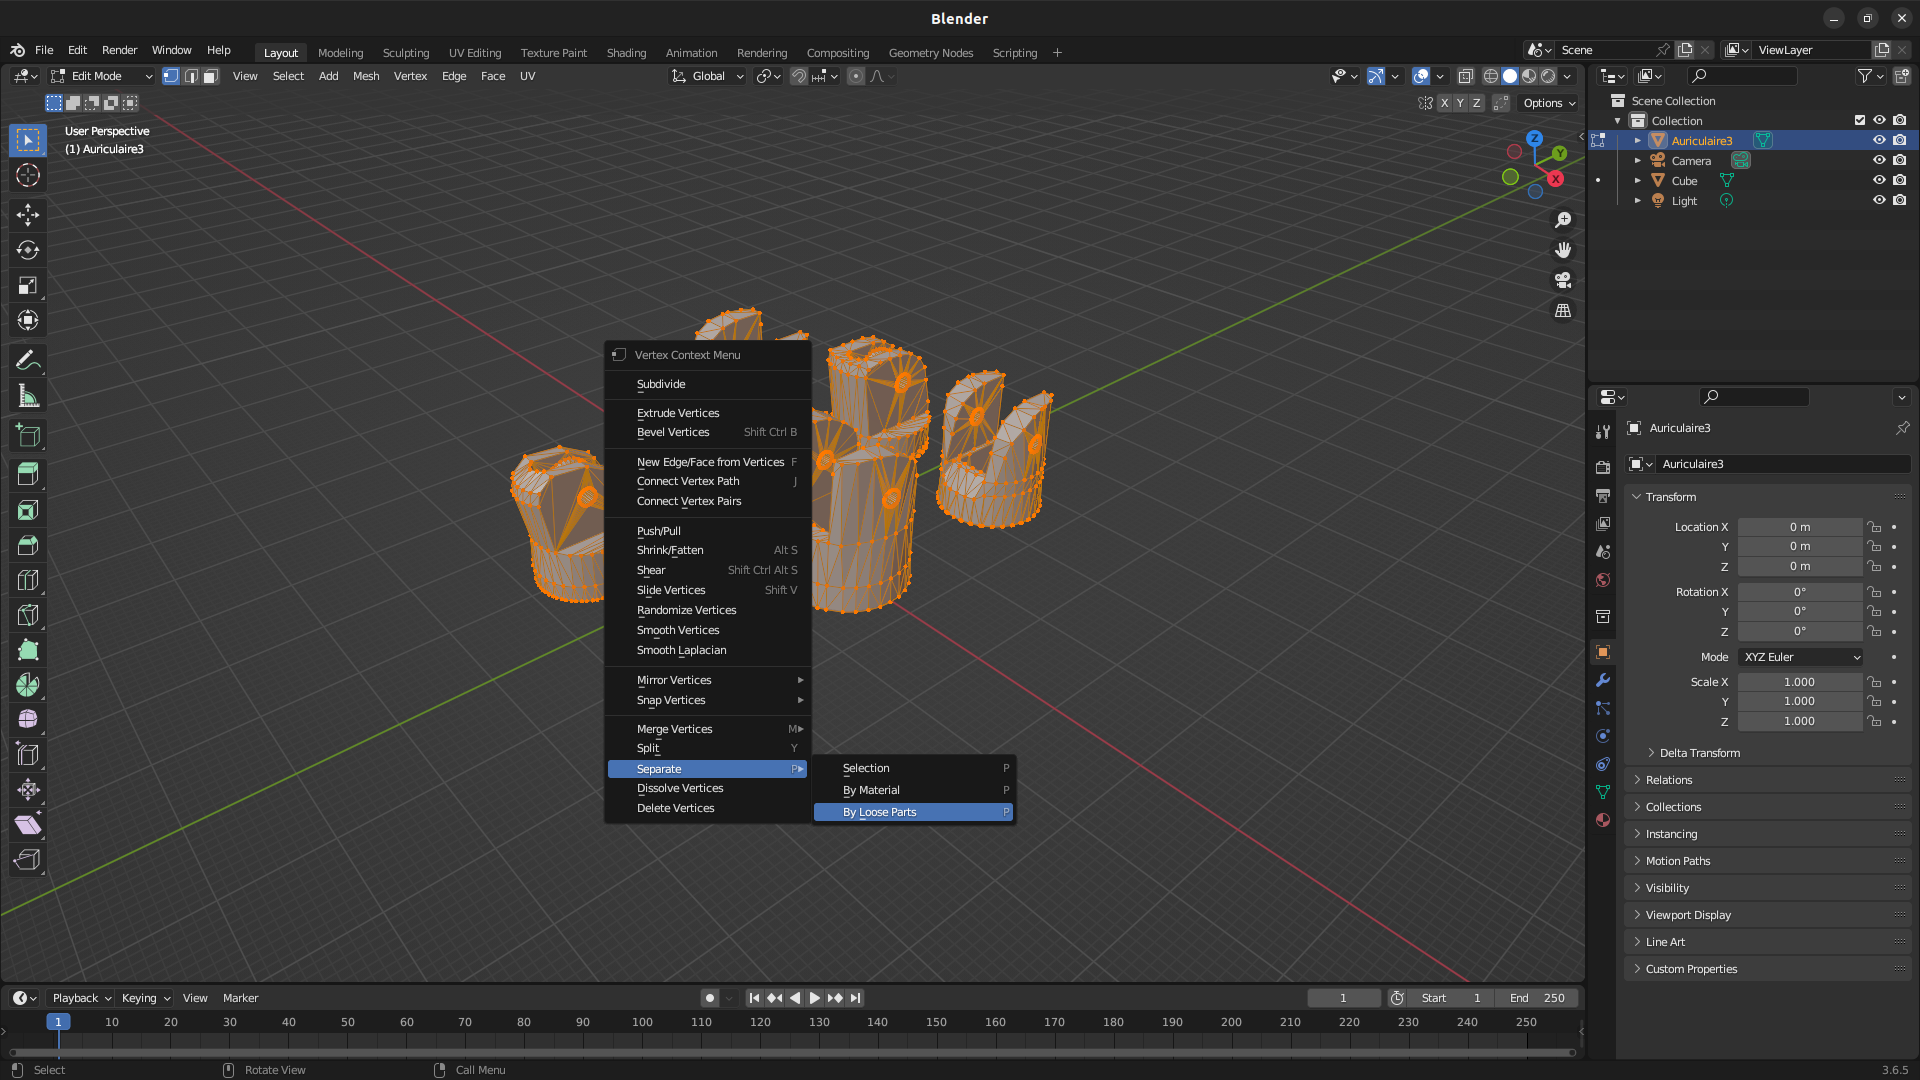 Blender
File Edit Render Window Help
Layout Modeling Sculpting UV Editing Texture Paint Shading Animation Rendering Compositing Geometry Nodes Scripting +
Scene
ViewLayer
Edit Mode
View Select Add Mesh Vertex Edge Face UV
Global
X Y Z
Options
User Perspective
(1) Auriculaire3
Z
Y
X
Scene Collection
Collection
Auriculaire3
Camera
Cube
Light
Vertex Context Menu
Subdivide
Extrude Vertices
Bevel Vertices Shift Ctrl B
New Edge/Face from Vertices F
Connect Vertex Path J
Connect Vertex Pairs
Push/Pull
Shrink/Fatten Alt S
Shear Shift Ctrl Alt S
Slide Vertices Shift V
Randomize Vertices
Smooth Vertices
Smooth Laplacian
Mirror Vertices
Snap Vertices
Merge Vertices M
Split Y
Separate P
Dissolve Vertices
Delete Vertices
Selection P
By Material P
By Loose Parts P
Auriculaire3
Auriculaire3
Transform
Location X 0 m
Y 0 m
Z 0 m
Rotation X 0°
Y 0°
Z 0°
Mode XYZ Euler
Scale X 1.000
Y 1.000
Z 1.000
Delta Transform
Relations
Collections
Instancing
Motion Paths
Visibility
Viewport Display
Line Art
Custom Properties
Playback Keying View Marker
1
Start 1
End 250
1 10 20 30 40 50 60 70 80 90 100 110 120 130 140 150 160 170 180 190 200 210 220 230 240 250
Select
Rotate View
Call Menu
3.6.5